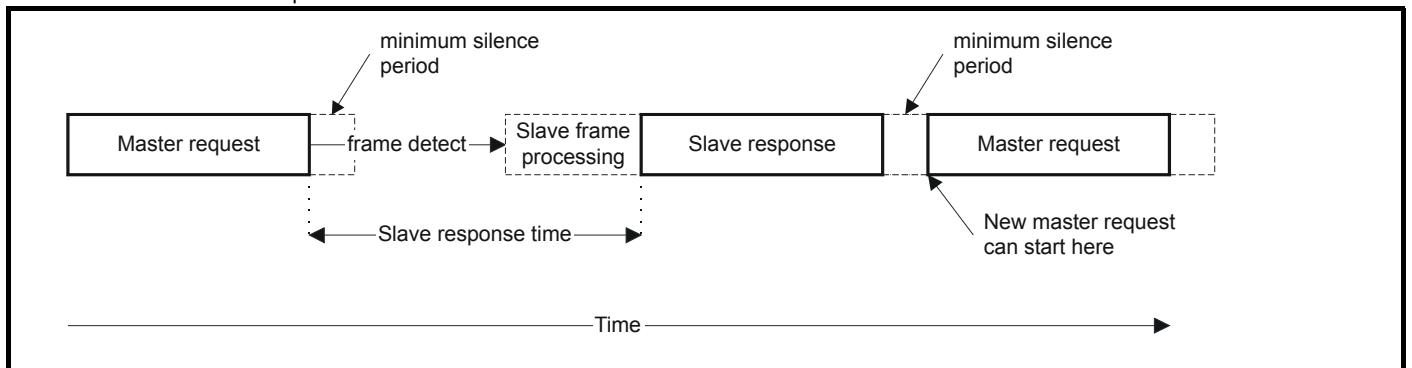 minimum silence
period
minimum silence
period
Master request
frame detect
Slave frame
processing
Slave response
Master request
Slave response time
New master request
can start here
Time